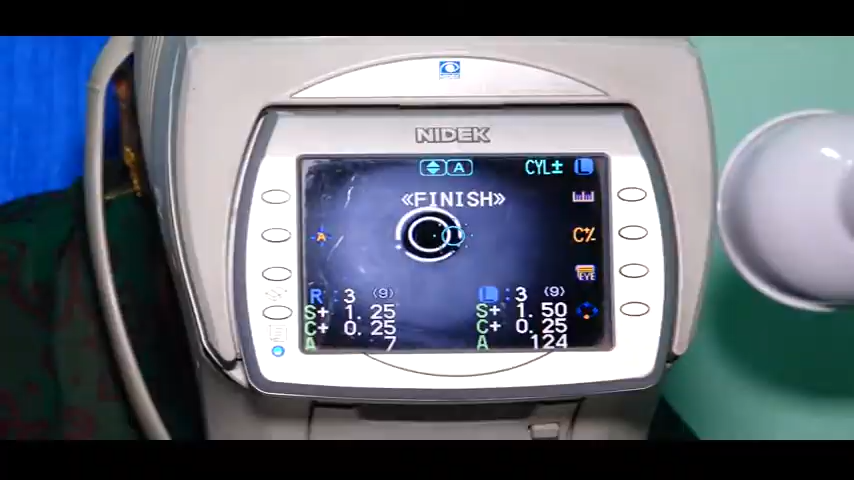 NIDEK
A CYL± L
«FINISH»
A C⁺⁄₋
EYE
R : 3 (9) L : 3 (9)
S+ 1.25 S+ 1.50
C+ 0.25 C+ 0.25
A 7 A 124